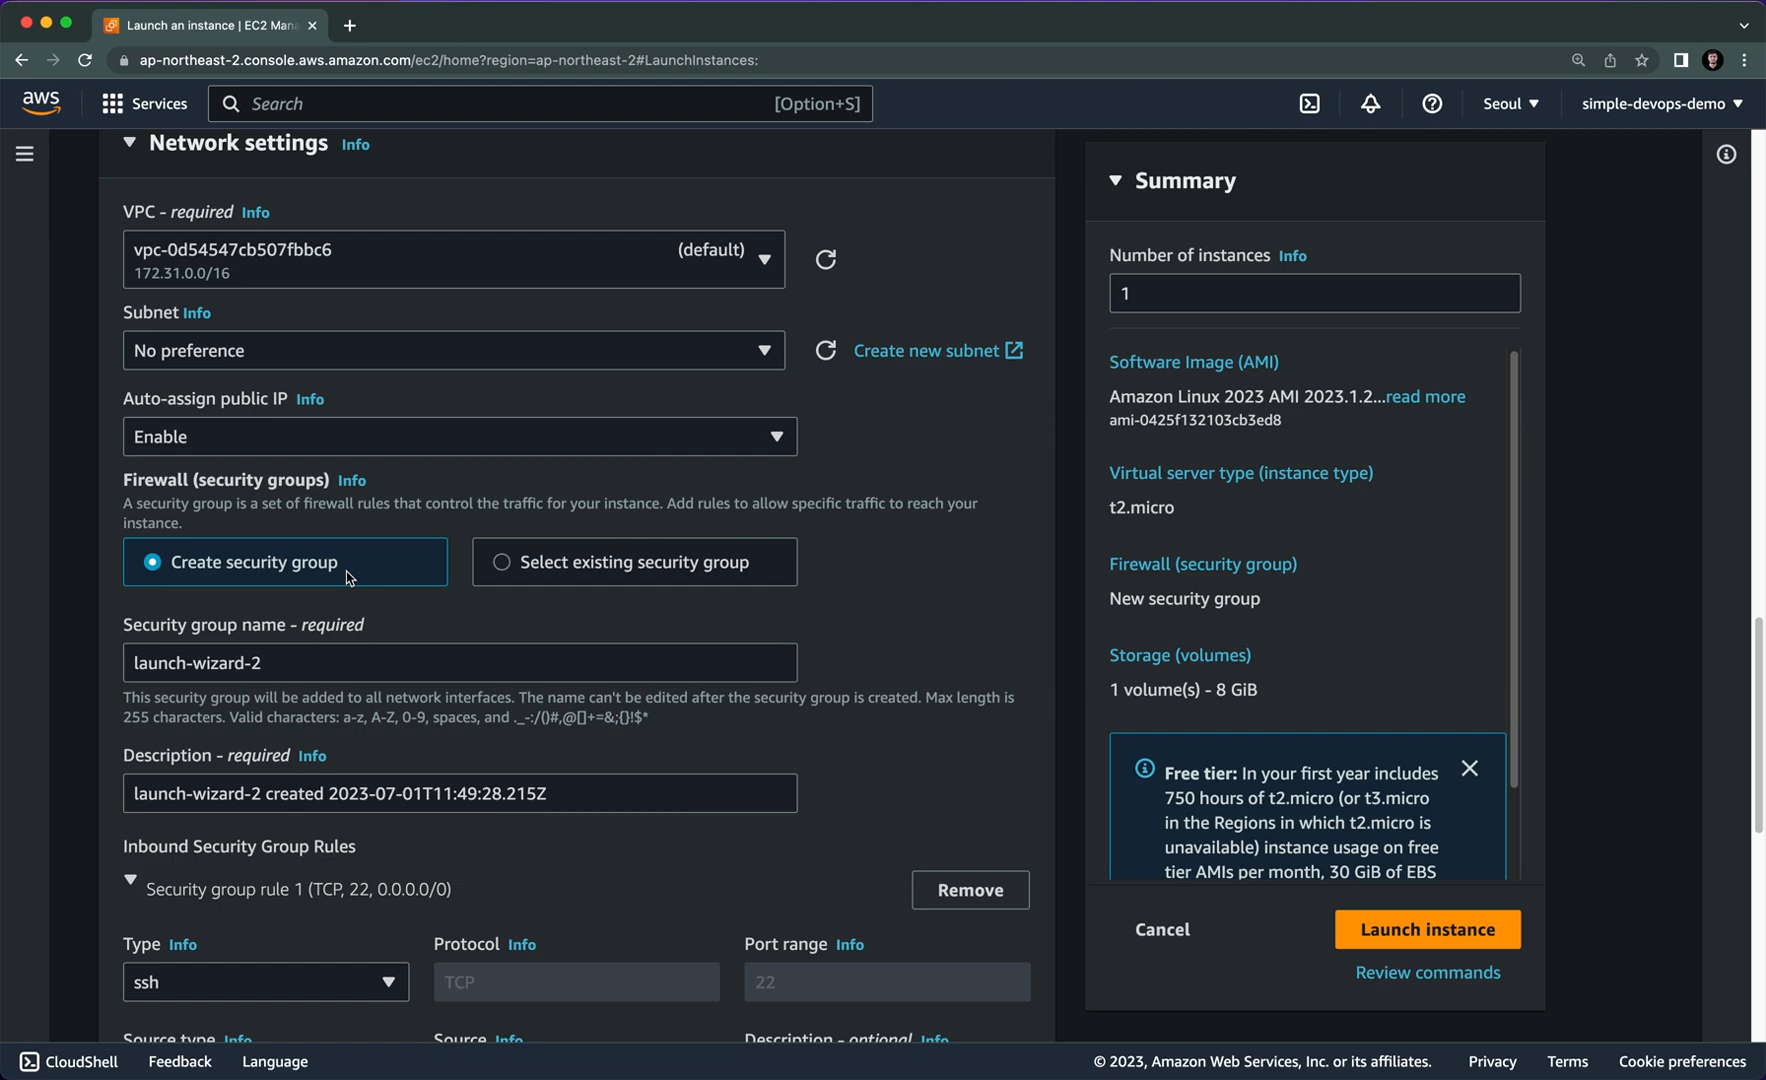 Launch an instance | EC2 Mana
ap-northeast-2.console.aws.amazon.com/ec2/home?region=ap-northeast-2#LaunchInstances:
aws
Services
Search
[Option+S]
Seoul
simple-devops-demo
Network settings Info
VPC - required Info
vpc-0d54547cb507fbbc6
(default)
172.31.0.0/16
Subnet Info
No preference
Create new subnet
Auto-assign public IP Info
Enable
Firewall (security groups) Info
A security group is a set of firewall rules that control the traffic for your instance. Add rules to allow specific traffic to reach your
instance.
Create security group
Select existing security group
Security group name - required
launch-wizard-2
This security group will be added to all network interfaces. The name can't be edited after the security group is created. Max length is
255 characters. Valid characters: a-z, A-Z, 0-9, spaces, and ._-:/()#,@[]+=&;{}!$*
Description - required Info
launch-wizard-2 created 2023-07-01T11:49:28.215Z
Inbound Security Group Rules
Security group rule 1 (TCP, 22, 0.0.0.0/0)
Remove
Type Info
Protocol Info
Port range Info
ssh
TCP
22
Source type Info
Source Info
Description - optional Info
Summary
Number of instances Info
1
Software Image (AMI)
Amazon Linux 2023 AMI 2023.1.2...read more
ami-0425f132103cb3ed8
Virtual server type (instance type)
t2.micro
Firewall (security group)
New security group
Storage (volumes)
1 volume(s) - 8 GiB
Free tier: In your first year includes
750 hours of t2.micro (or t3.micro
in the Regions in which t2.micro is
unavailable) instance usage on free
tier AMIs per month, 30 GiB of EBS
Cancel
Launch instance
Review commands
CloudShell
Feedback
Language
© 2023, Amazon Web Services, Inc. or its affiliates.
Privacy
Terms
Cookie preferences